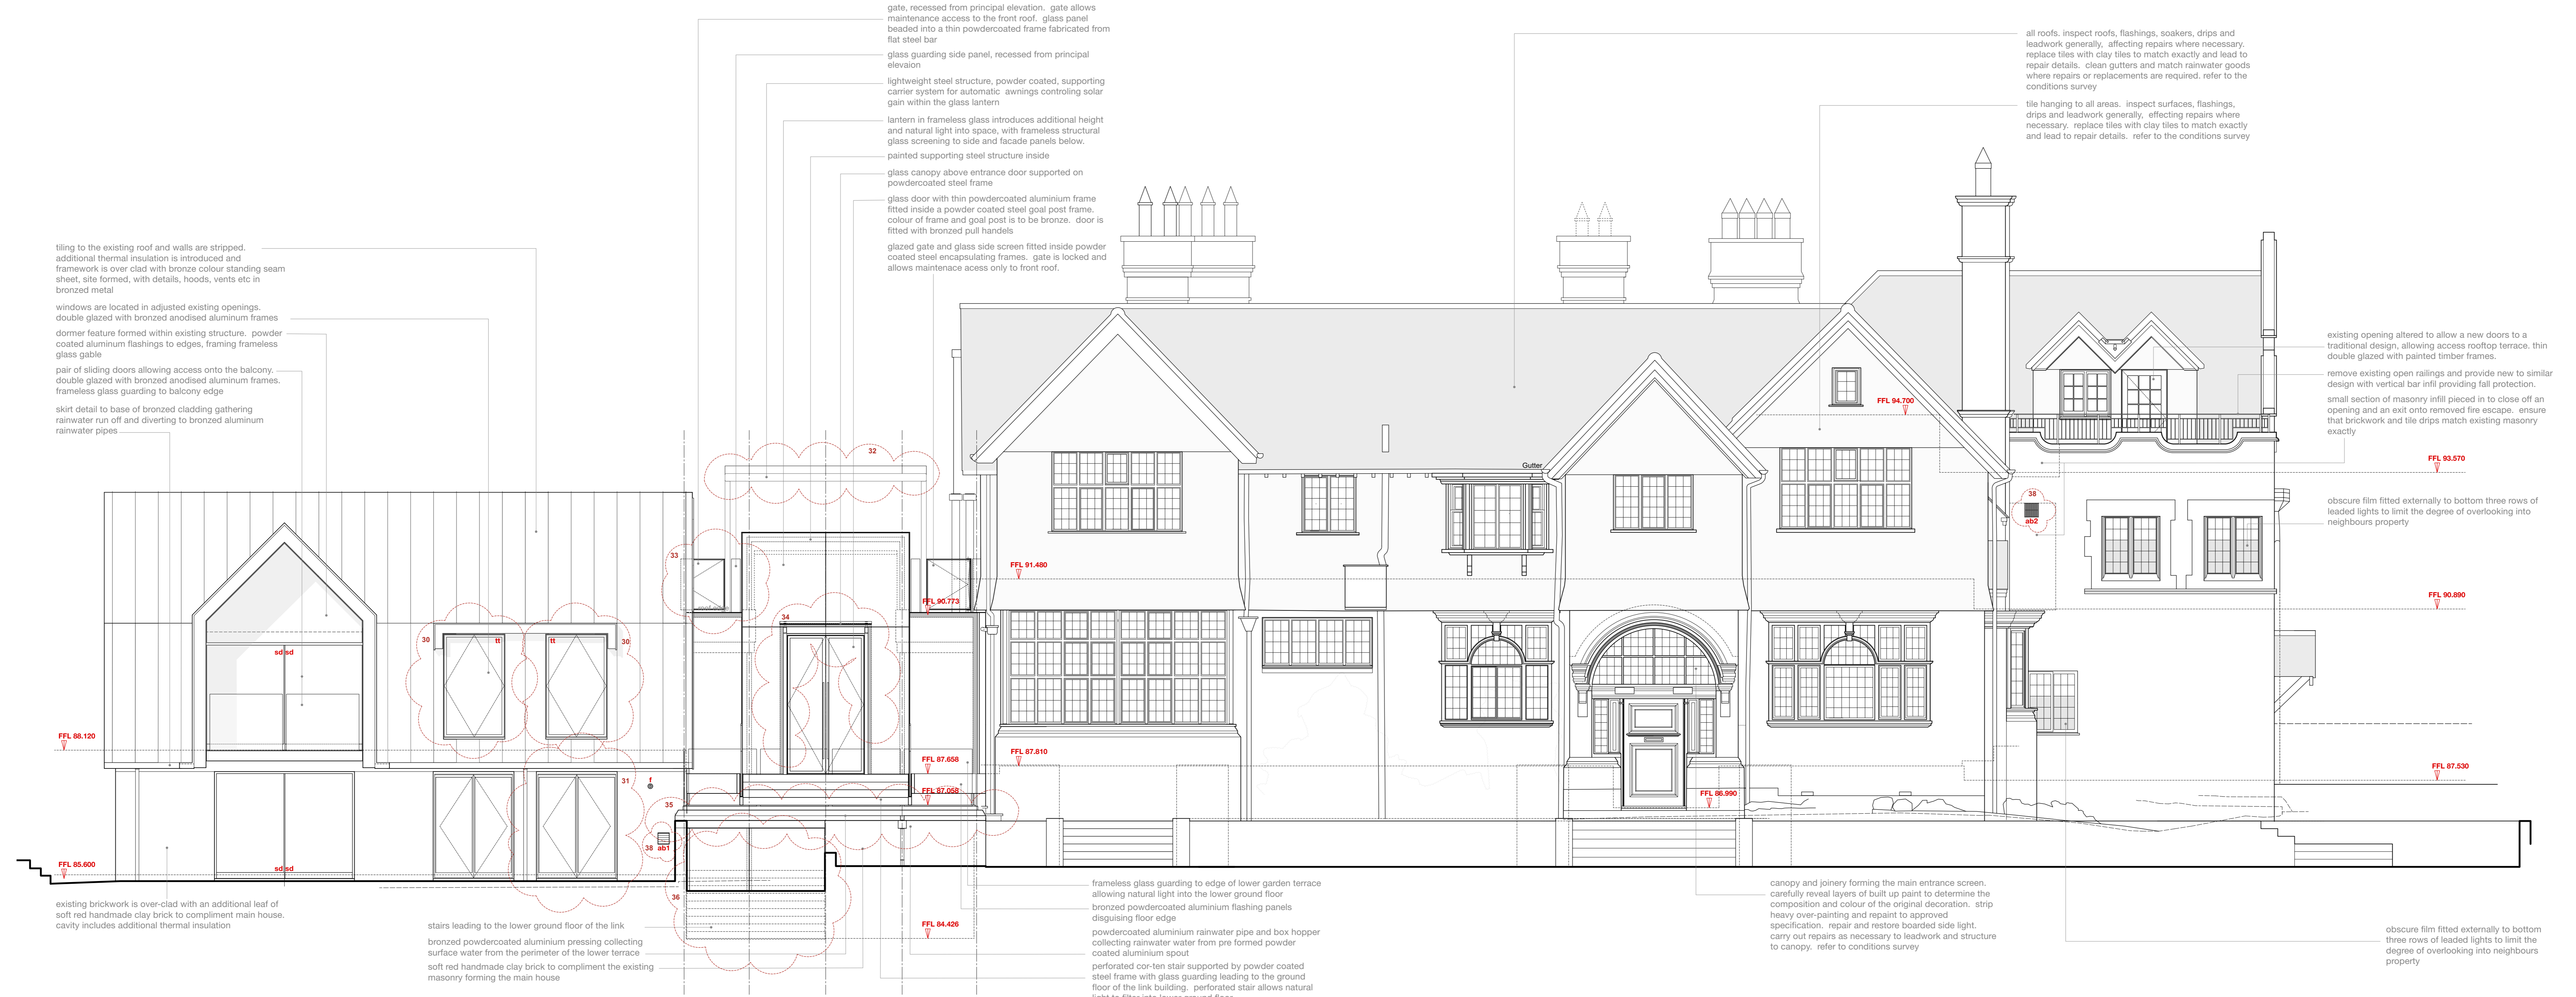 gate, recessed from principal elevation. gate allows
maintenance access to the front roof. glass panel
beaded into a thin powdercoated frame fabricated from
flat steel bar
glass guarding side panel, recessed from principal
elevaion
lightweight steel structure, powder coated, supporting
carrier system for automatic awnings controling solar
gain within the glass lantern
lantern in frameless glass introduces additional height
and natural light into space, with frameless structural
glass screening to side and facade panels below.
painted supporting steel structure inside
glass canopy above entrance door supported on
powdercoated steel frame
glass door with thin powdercoated aluminium frame
fitted inside a powder coated steel goal post frame.
colour of frame and goal post is to be bronze. door is
fitted with bronzed pull handels
glazed gate and glass side screen fitted inside powder
coated steel encapsulating frames. gate is locked and
allows maintenace acess only to front roof.
all roofs. inspect roofs, flashings, soakers, drips and
leadwork generally, affecting repairs where necessary.
replace tiles with clay tiles to match exactly and lead to
repair details. clean gutters and match rainwater goods
where repairs or replacements are required. refer to the
conditions survey
tile hanging to all areas. inspect surfaces, flashings,
drips and leadwork generally, effecting repairs where
necessary. replace tiles with clay tiles to match exactly
and lead to repair details. refer to the conditions survey
tiling to the existing roof and walls are stripped.
additional thermal insulation is introduced and
framework is over clad with bronze colour standing seam
sheet, site formed, with details, hoods, vents etc in
bronzed metal
windows are located in adjusted existing openings.
double glazed with bronzed anodised aluminum frames
dormer feature formed within existing structure. powder
coated aluminum flashings to edges, framing frameless
glass gable
pair of sliding doors allowing access onto the balcony.
double glazed with bronzed anodised aluminum frames.
frameless glass guarding to balcony edge
skirt detail to base of bronzed cladding gathering
rainwater run off and diverting to bronzed aluminum
rainwater pipes
existing opening altered to allow a new doors to a
traditional design, allowing access rooftop terrace. thin
double glazed with painted timber frames.
remove existing open railings and provide new to similar
design with vertical bar infil providing fall protection.
small section of masonry infill pieced in to close off an
opening and an exit onto removed fire escape. ensure
that brickwork and tile drips match existing masonry
exactly
obscure film fitted externally to bottom three rows of
leaded lights to limit the degree of overlooking into
neighbours property
FFL 94.700
32
FFL 93.570
Gutter
38
ab2
33
FFL 91.480
FFL 90.773
FFL 90.890
34
30
tt
tt
30
sd sd
FFL 88.120
FFL 87.810
FFL 87.658
FFL 87.530
31
f
FFL 87.058
FFL 86.990
35
38
ab1
FFL 85.600
sd sd
36
FFL 84.426
existing brickwork is over-clad with an additional leaf of
soft red handmade clay brick to compliment main house.
cavity includes additional thermal insulation
stairs leading to the lower ground floor of the link
bronzed powdercoated aluminium pressing collecting
surface water from the perimeter of the lower terrace
soft red handmade clay brick to compliment the existing
masonry forming the main house
frameless glass guarding to edge of lower garden terrace
allowing natural light into the lower ground floor
bronzed powdercoated aluminium flashing panels
disguising floor edge
powdercoated aluminium rainwater pipe and box hopper
collecting rainwater water from pre formed powder
coated aluminium spout
perforated cor-ten stair supported by powder coated
steel frame with glass guarding leading to the ground
floor of the link building. perforated stair allows natural
canopy and joinery forming the main entrance screen.
carefully reveal layers of built up paint to determine the
composition and colour of the original decoration. strip
heavy over-painting and repaint to approved
specification. repair and restore boarded side light.
carry out repairs as necessary to leadwork and structure
to canopy. refer to conditions survey
obscure film fitted externally to bottom
three rows of leaded lights to limit the
degree of overlooking into neighbours
property